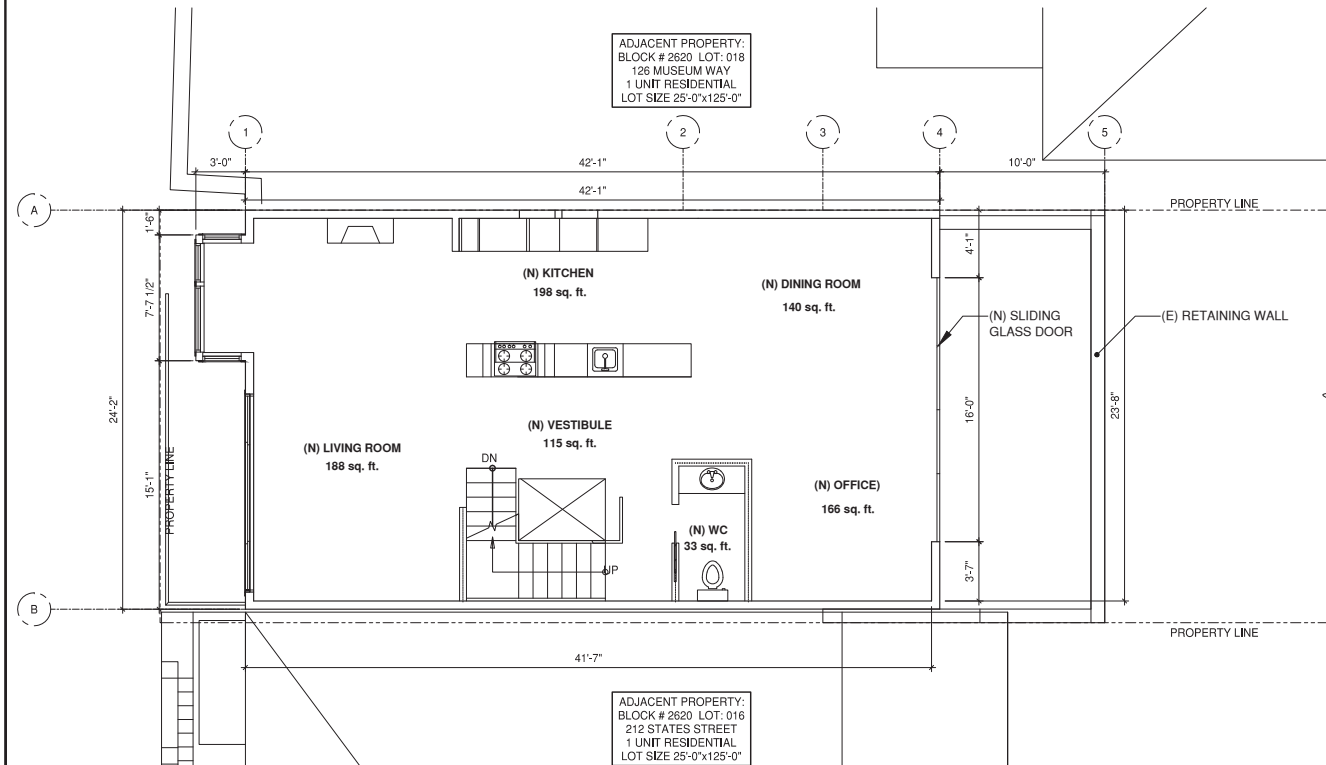 ADJACENT PROPERTY:
BLOCK # 2620 LOT: 018
126 MUSEUM WAY
1 UNIT RESIDENTIAL
LOT SIZE 25'-0"x125'-0"
1
2
3
4
5
3'-0"
42'-1"
10'-0"
42'-1"
A
PROPERTY LINE
1'-6"
4'-1"
(N) KITCHEN
198 sq. ft.
(N) DINING ROOM
140 sq. ft.
7'-7 1/2"
(N) SLIDING
GLASS DOOR
(E) RETAINING WALL
24'-2"
16'-0"
23'-8"
(N) VESTIBULE
115 sq. ft.
(N) LIVING ROOM
188 sq. ft.
DN
PROPERTY LINE
15'-1"
(N) OFFICE)
166 sq. ft.
(N) WC
33 sq. ft.
UP
3'-7"
B
PROPERTY LINE
41'-7"
ADJACENT PROPERTY:
BLOCK # 2620 LOT: 016
212 STATES STREET
1 UNIT RESIDENTIAL
LOT SIZE 25'-0"x125'-0"